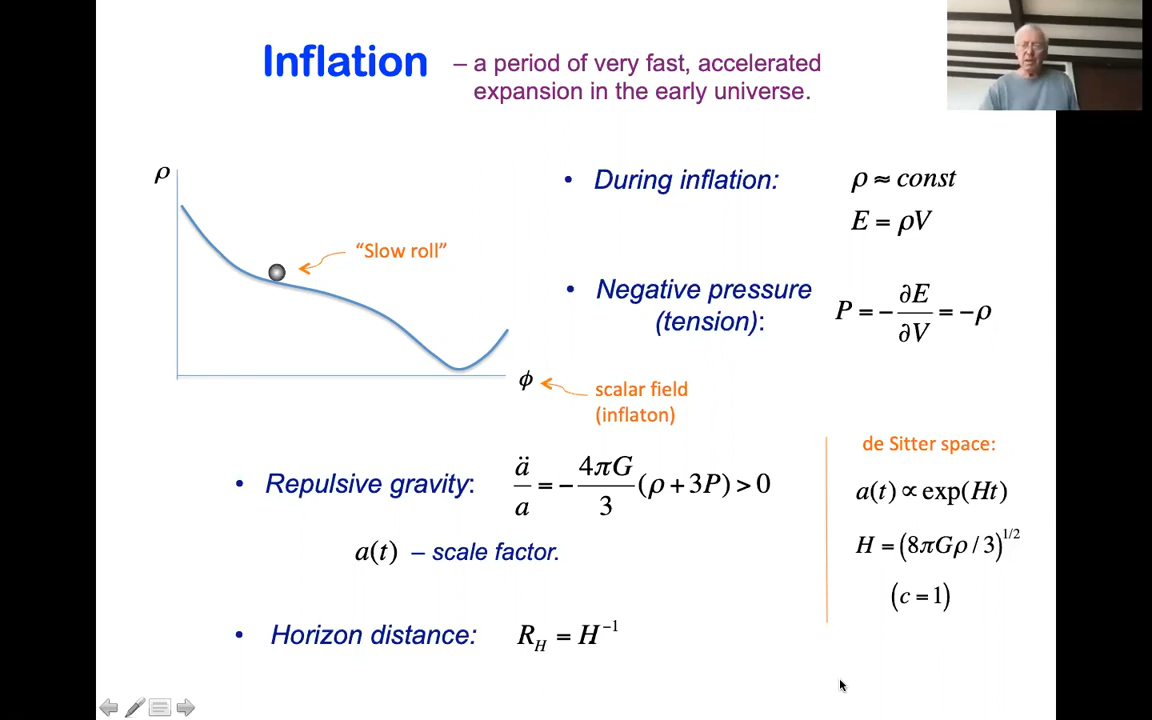 Inflation – a period of very fast, accelerated
expansion in the early universe.
ρ
"Slow roll"
ϕ
scalar field
(inflaton)
• During inflation: ρ ≈ const
E = ρV
• Negative pressure
(tension): P = −∂E/∂V = −ρ
• Repulsive gravity: ä/a = −4πG/3 (ρ + 3P) > 0
a(t) – scale factor.
• Horizon distance: R_H = H⁻¹
de Sitter space:
a(t) ∝ exp(Ht)
H = (8πGρ / 3)^1/2
(c = 1)